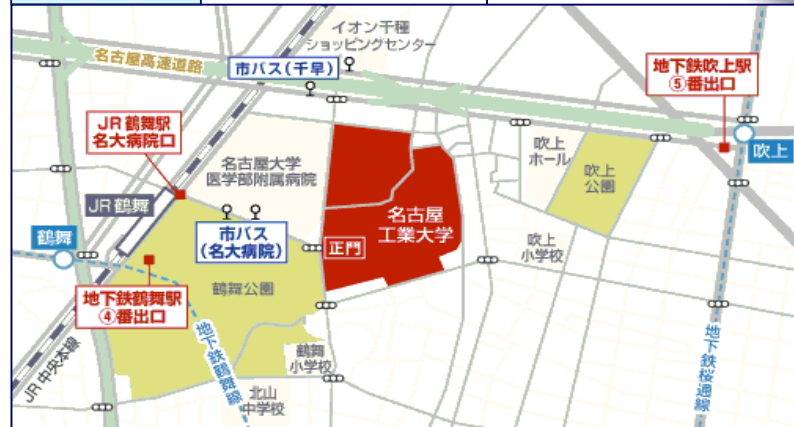 イオン千種
ショッピングセンター
名古屋高速道路
市バス(千早)
地下鉄吹上駅
⑤番出口
JR鶴舞駅
名大病院口
吹上
ホール
吹上
公園
吹上
名古屋大学
医学部附属病院
JR鶴舞
名古屋
工業大学
市バス
(名大病院)
正門
鶴舞
吹上
小学校
地下鉄鶴舞駅
④番出口
鶴舞公園
地下鉄鶴舞線
鶴舞
小学校
JR中央本線
北山
中学校
地下鉄桜通線